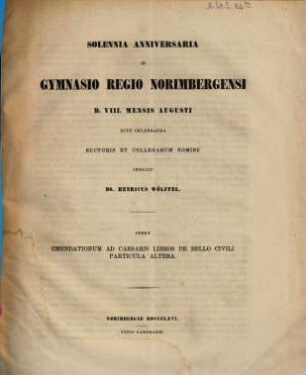 SOLENNIA ANNIVERSARIA
IN
GYMNASIO REGIO NORIMBERGENSI
D. VIII. MENSIS AUGUSTI
RITE CELEBRANDA
RECTORIS ET COLLEGARUM NOMINE
INDICIT
DR. HENRICUS WÖLFFEL.
INEST
EMENDATIONUM AD CAESARIS LIBROS DE BELLO CIVILI
PARTICULA ALTERA.
NORIMBERGAE MDCCCLXVI.
TYPIS CAMPEANIS.